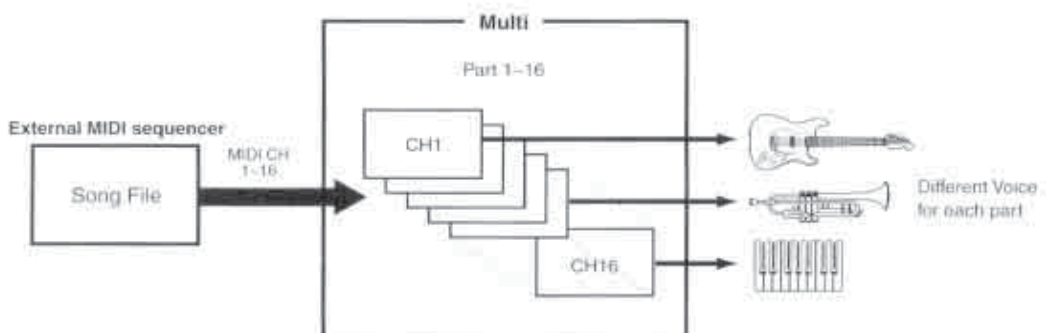 Multi
Part 1–16
External MIDI sequencer
MIDI CH
1–16
Song File
CH1
CH16
Different Voice
for each part